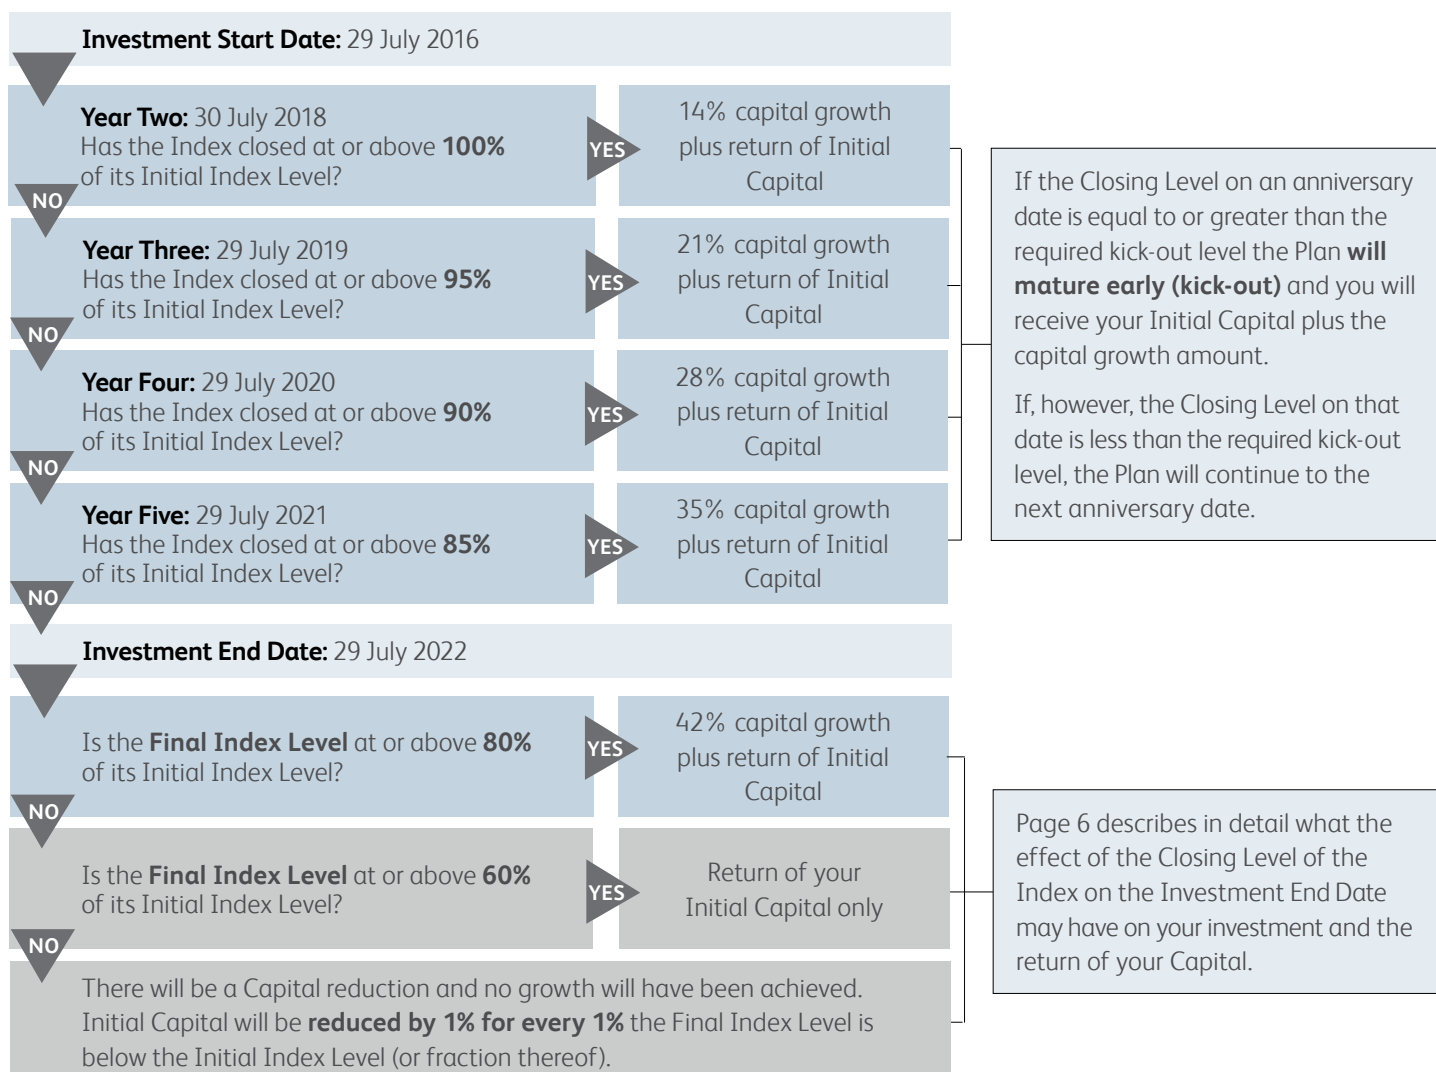 Investment Start Date: 29 July 2016
Year Two: 30 July 2018
Has the Index closed at or above 100%
of its Initial Index Level?
YES
14% capital growth
plus return of Initial
Capital
NO
Year Three: 29 July 2019
Has the Index closed at or above 95%
of its Initial Index Level?
YES
21% capital growth
plus return of Initial
Capital
NO
Year Four: 29 July 2020
Has the Index closed at or above 90%
of its Initial Index Level?
YES
28% capital growth
plus return of Initial
Capital
NO
Year Five: 29 July 2021
Has the Index closed at or above 85%
of its Initial Index Level?
YES
35% capital growth
plus return of Initial
Capital
NO
If the Closing Level on an anniversary
date is equal to or greater than the
required kick-out level the Plan will
mature early (kick-out) and you will
receive your Initial Capital plus the
capital growth amount.
If, however, the Closing Level on that
date is less than the required kick-out
level, the Plan will continue to the
next anniversary date.
Investment End Date: 29 July 2022
Is the Final Index Level at or above 80%
of its Initial Index Level?
YES
42% capital growth
plus return of Initial
Capital
NO
Is the Final Index Level at or above 60%
of its Initial Index Level?
YES
Return of your
Initial Capital only
NO
There will be a Capital reduction and no growth will have been achieved.
Initial Capital will be reduced by 1% for every 1% the Final Index Level is
below the Initial Index Level (or fraction thereof).
Page 6 describes in detail what the
effect of the Closing Level of the
Index on the Investment End Date
may have on your investment and the
return of your Capital.